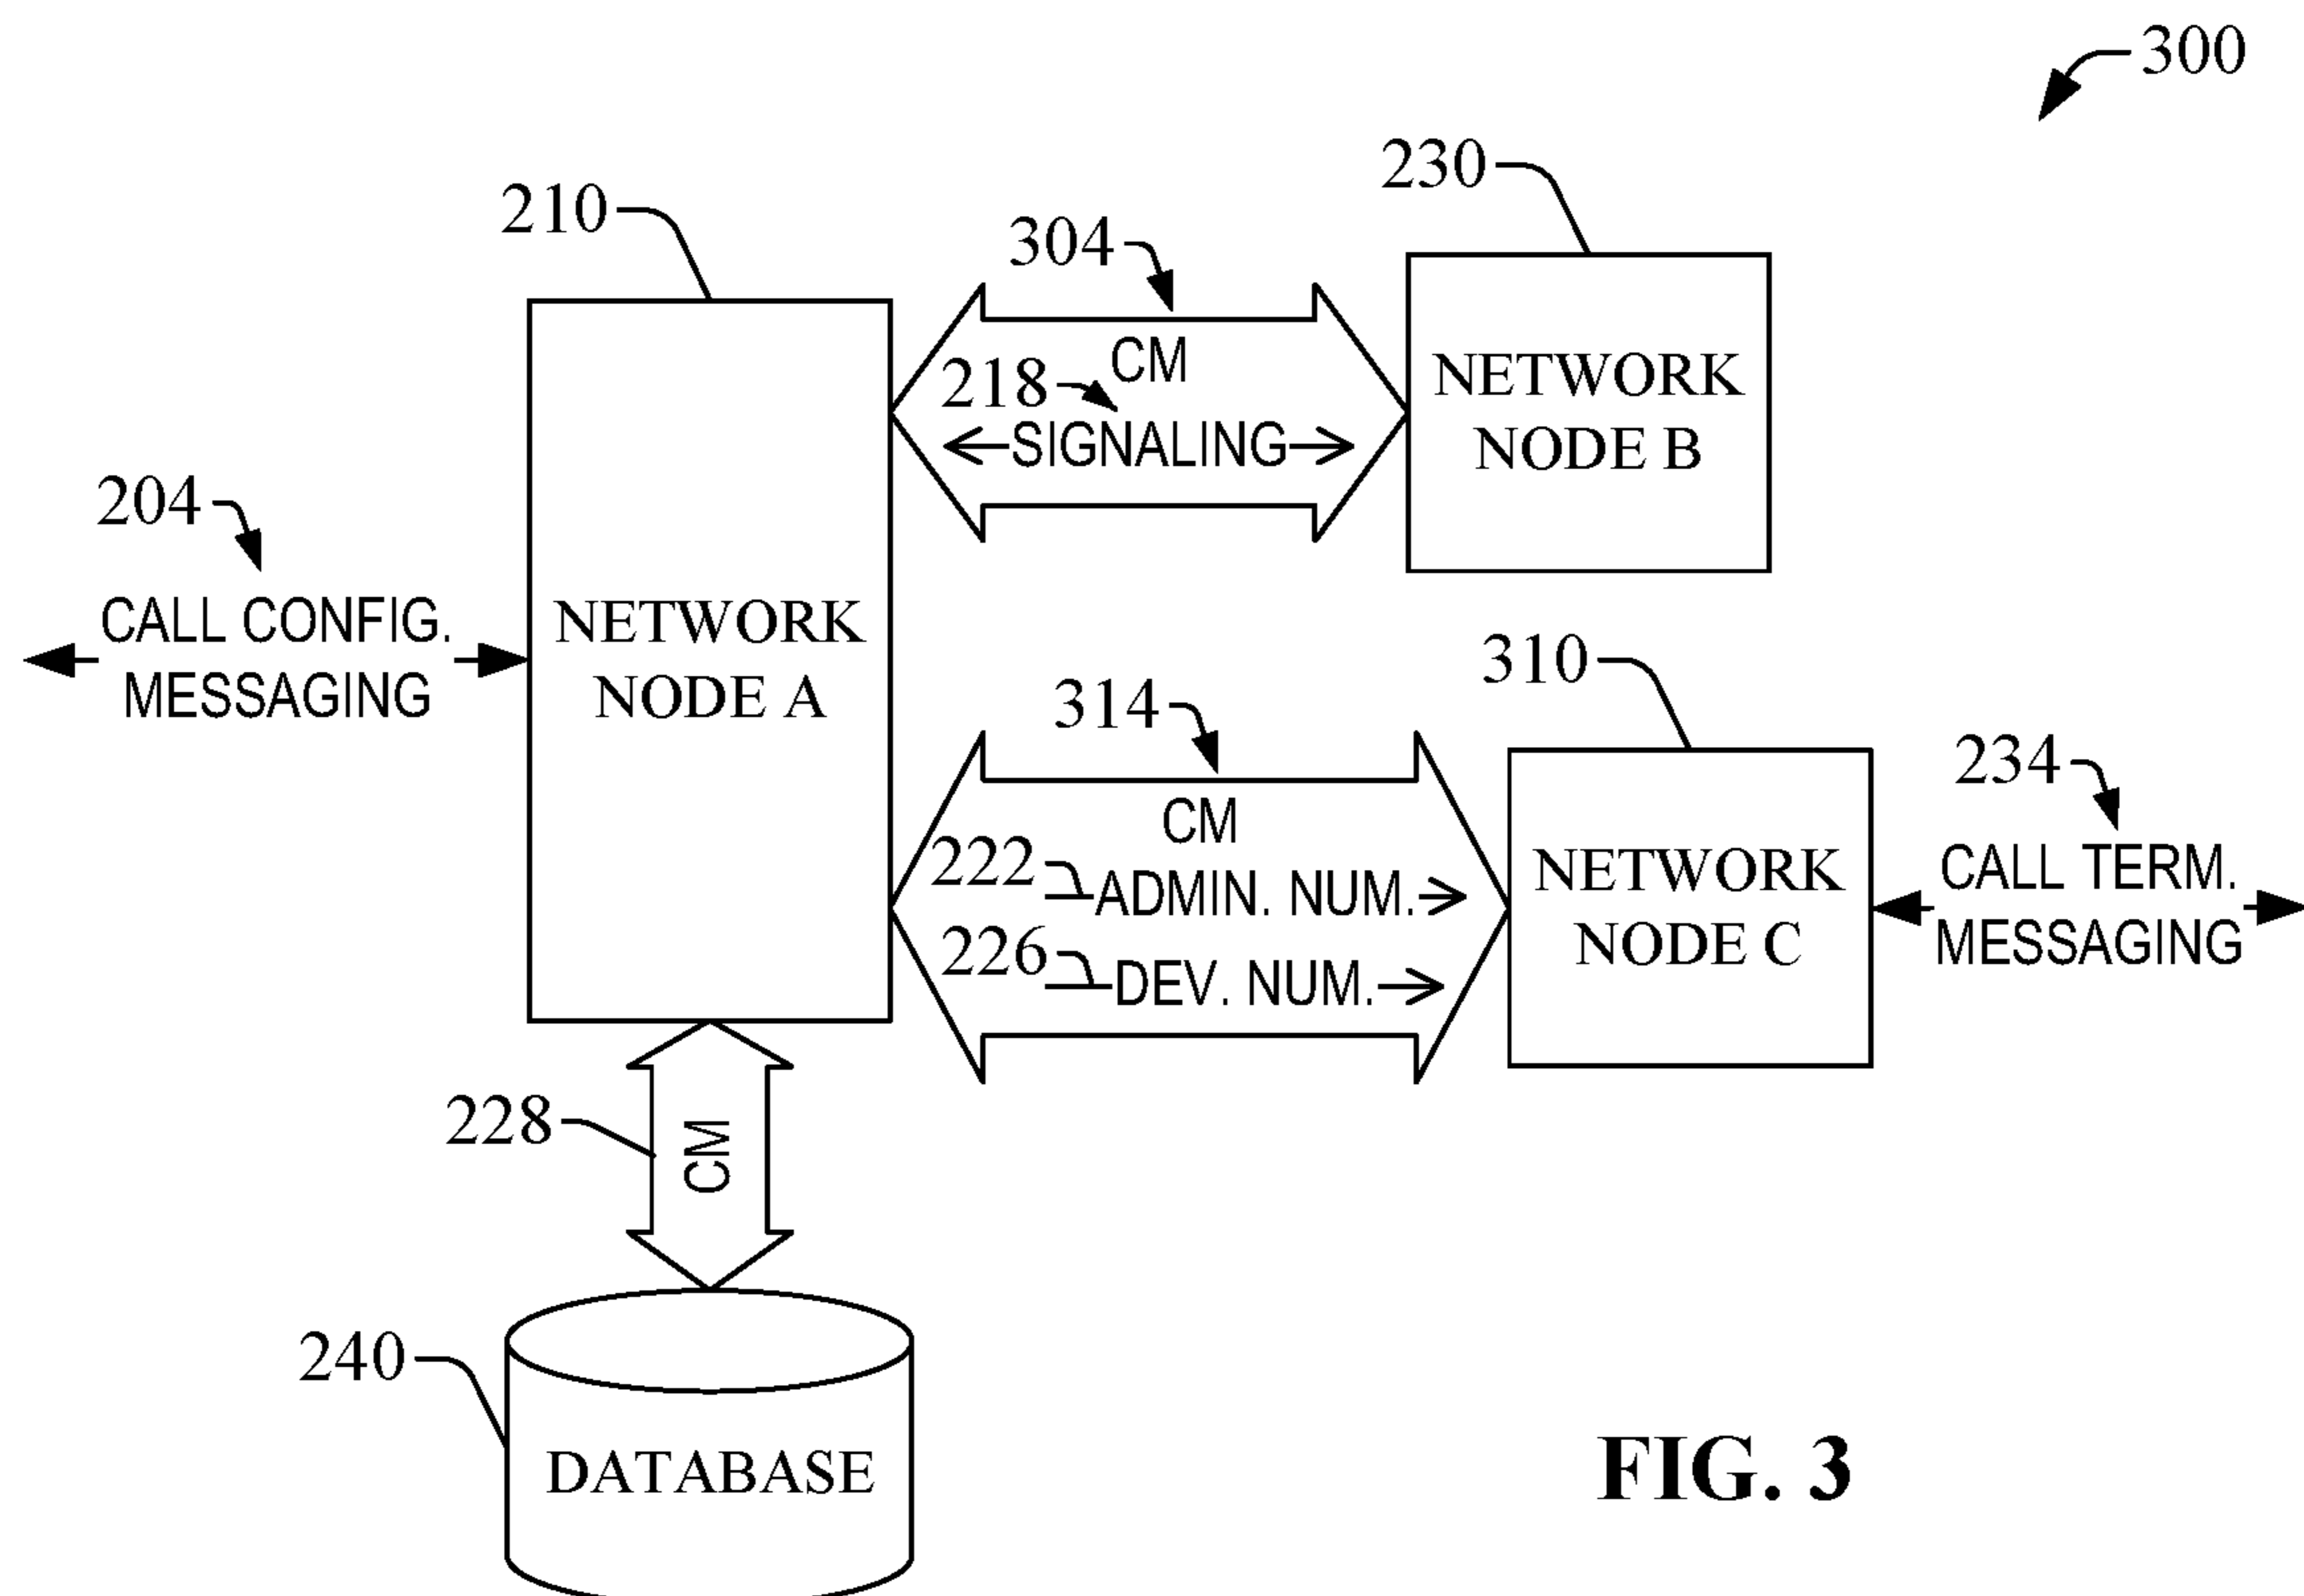 300
230
210
304
CM
218
SIGNALING
NETWORK
NODE B
204
CALL CONFIG.
MESSAGING
NETWORK
NODE A
310
314
CM
222
ADMIN. NUM.
226
DEV. NUM.
NETWORK
NODE C
234
CALL TERM.
MESSAGING
228
CM
240
DATABASE
FIG. 3